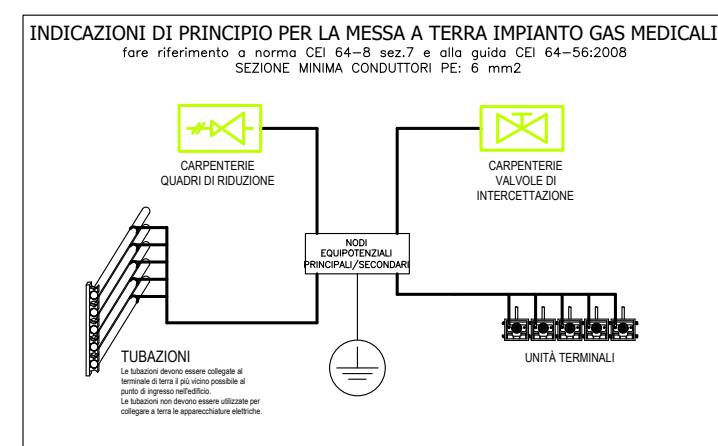 INDICAZIONI DI PRINCIPIO PER LA MESSA A TERRA IMPIANTO GAS MEDICALI
fare riferimento a norma CEI 64-8 sez.7 e alla guida CEI 64-56:2008
SEZIONE MINIMA CONDUTTORI PE: 6 mm2
CARPENTERIE
QUADRI DI RIDUZIONE
CARPENTERIE
VALVOLE DI
INTERCETTAZIONE
NODI
EQUIPOTENZIALI
PRINCIPALI/SECONDARI
TUBAZIONI
Le tubazioni devono essere collegate al
terminale di terra il più vicino possibile al
punto di ingresso nell'edificio.
Le tubazioni non devono essere utilizzate per
collegare a terra le apparecchiature elettriche.
UNITÀ TERMINALI